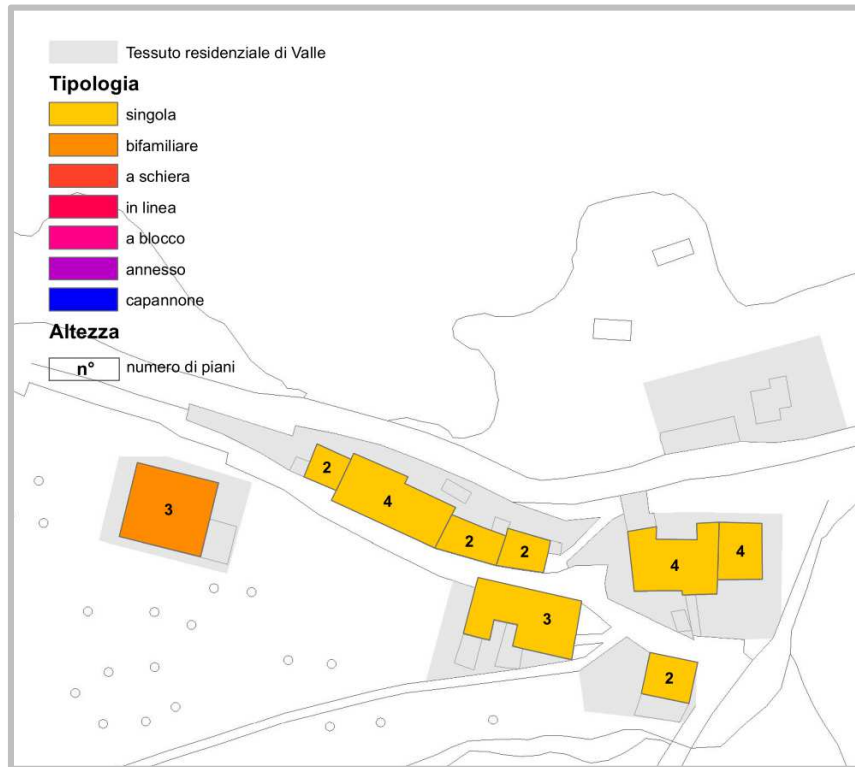 Tessuto residenziale di Valle
Tipologia
singola
bifamiliare
a schiera
in linea
a blocco
annesso
capannone
Altezza
n° numero di piani
2
4
3
2
2
4
4
3
2